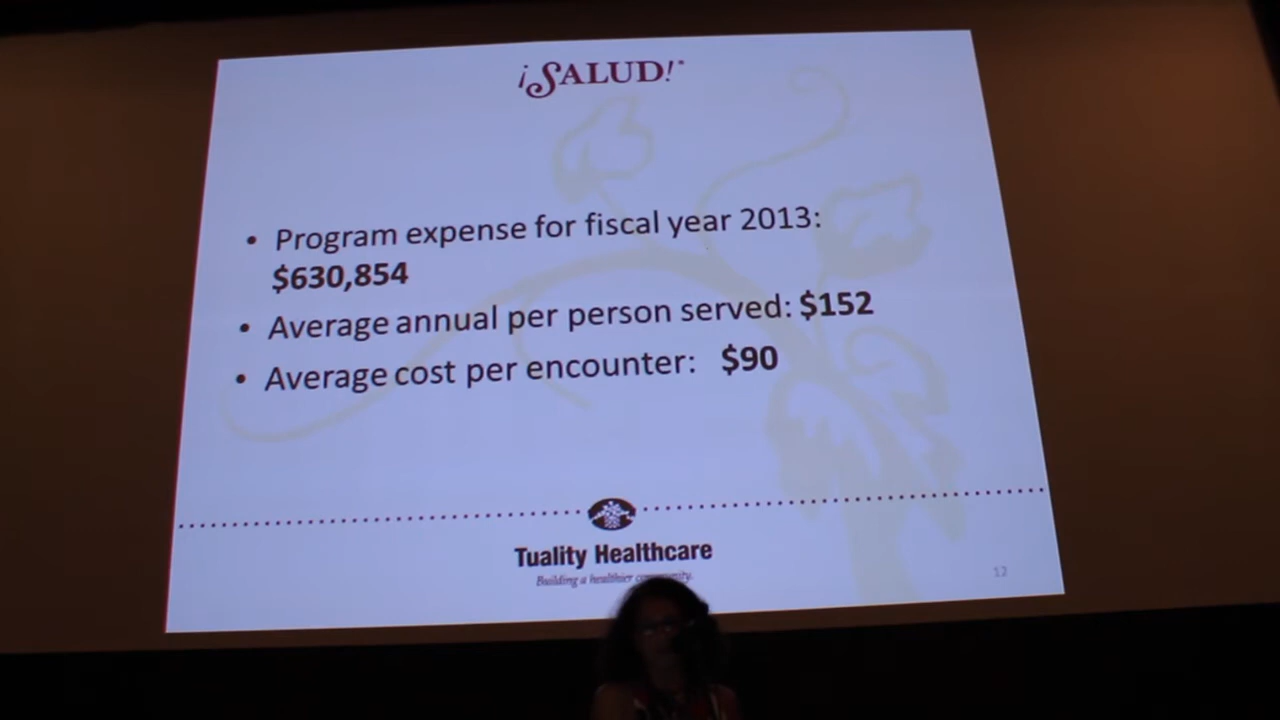 ¡SALUD!
• Program expense for fiscal year 2013:
$630,854
• Average annual per person served: $152
• Average cost per encounter: $90
Tuality Healthcare
Building a healthier community.
12